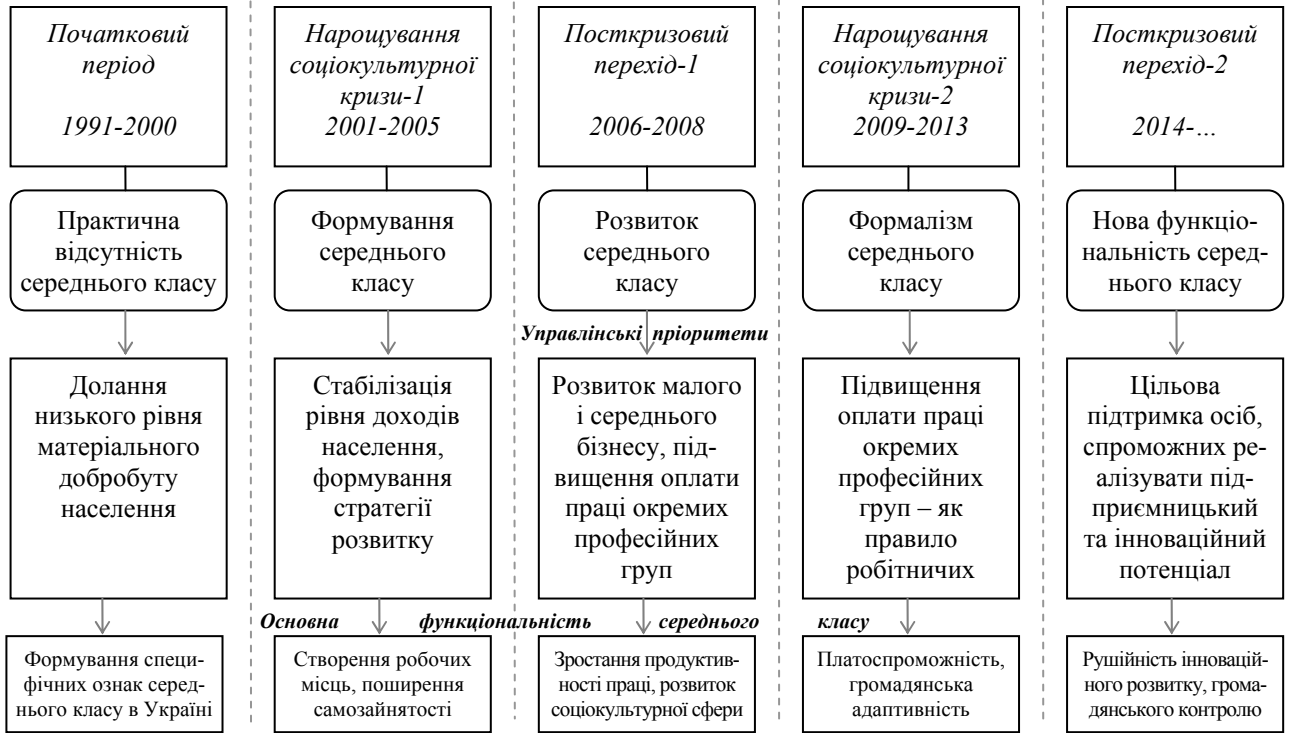 Початковий
період
1991-2000
Нарощування
соціокультурної
кризи-1
2001-2005
Посткризовий
перехід-1
2006-2008
Нарощування
соціокультурної
кризи-2
2009-2013
Посткризовий
перехід-2
2014-...
Практична
відсутність
середнього класу
Формування
середнього
класу
Розвиток
середнього
класу
Формалізм
середнього
класу
Нова функціо-
нальність серед-
нього класу
Управлінські пріоритети
Долання
низького рівня
матеріального
добробуту
населення
Стабілізація
рівня доходів
населення,
формування
стратегії
розвитку
Розвиток малого
і середнього
бізнесу, під-
вищення оплати
праці окремих
професійних
груп
Підвищення
оплати праці
окремих
професійних
груп – як
правило
робітничих
Цільова
підтримка осіб,
спроможних ре-
алізувати під-
приємницький
та інноваційний
потенціал
Основна функціональність середнього класу
Формування специ-
фічних ознак серед-
нього класу в Україні
Створення робочих
місць, поширення
самозайнятості
Зростання продуктив-
ності праці, розвиток
соціокультурної сфери
Платоспроможність,
громадянська
адаптивність
Рушійність інновацій-
ного розвитку, грома-
дянського контролю